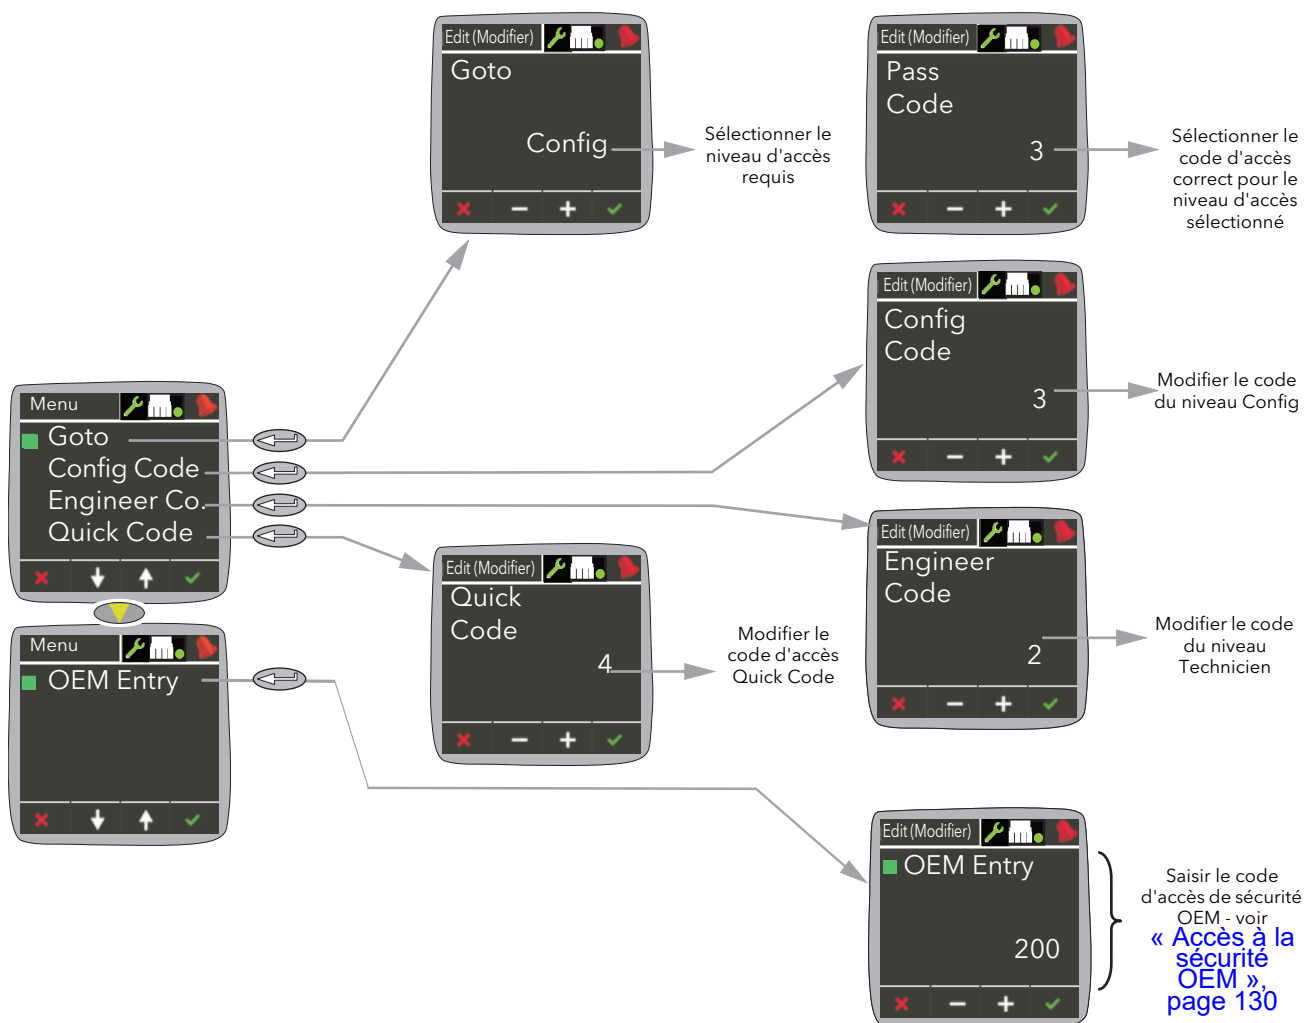 Edit (Modifier)
Goto
Config
Sélectionner le
niveau d'accès
requis
Edit (Modifier)
Pass
Code
3
Sélectionner le
code d'accès
correct pour le
niveau d'accès
sélectionné
Edit (Modifier)
Config
Code
3
Modifier le code
du niveau Config
Menu
Goto
Config Code
Engineer Co.
Quick Code
Edit (Modifier)
Quick
Code
4
Modifier le
code d'accès
Quick Code
Edit (Modifier)
Engineer
Code
2
Modifier le code
du niveau
Technicien
Menu
OEM Entry
Edit (Modifier)
OEM Entry
200
Saisir le code
d'accès de sécurité
OEM - voir
« Accès à la
sécurité
OEM »,
page 130